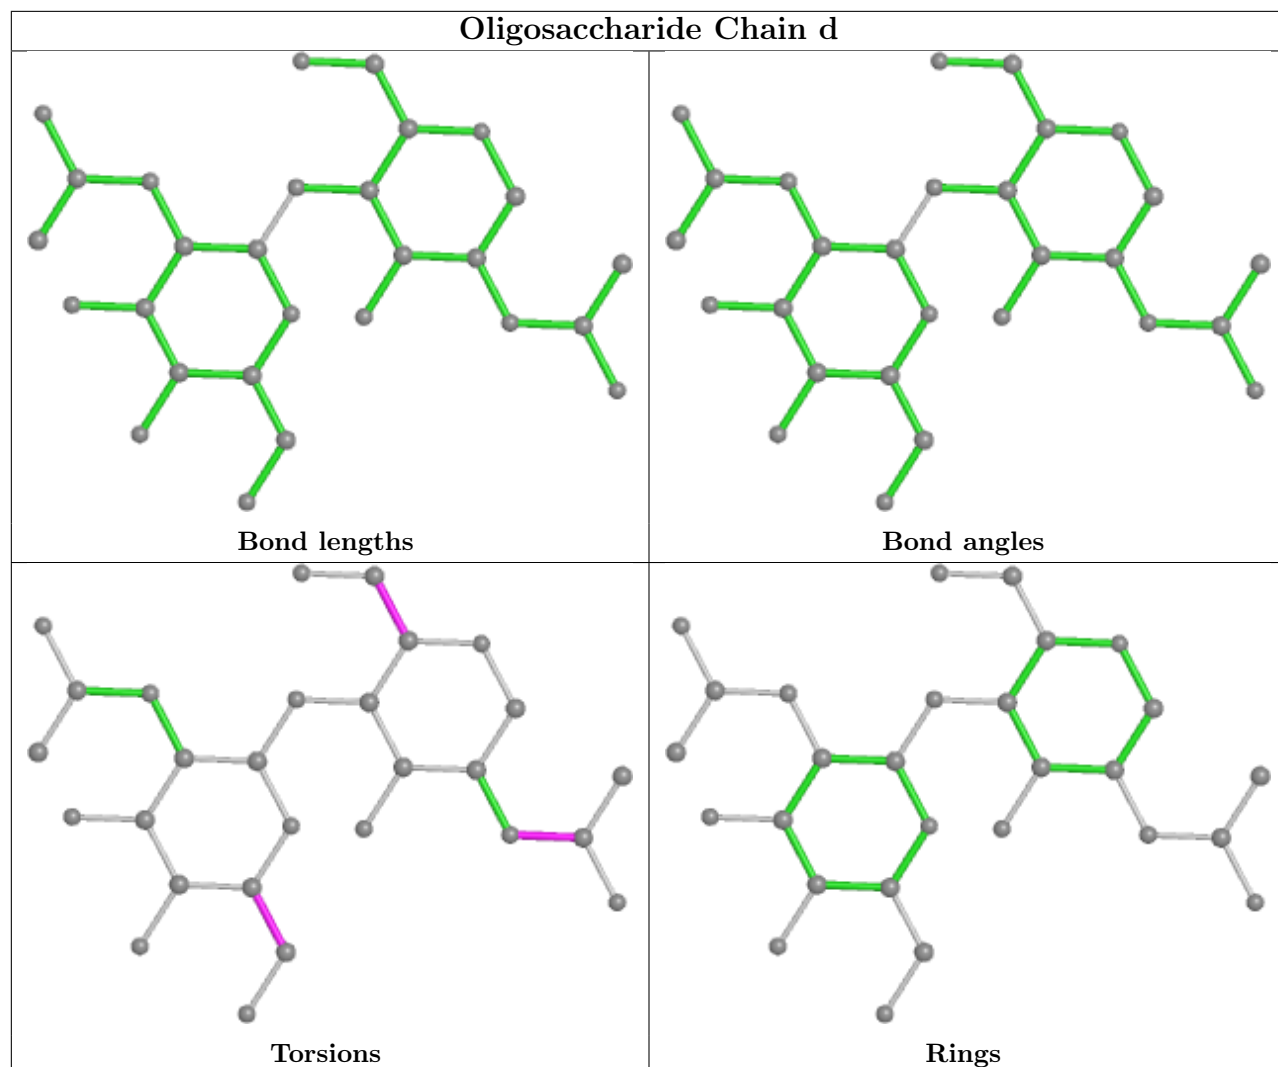 Oligosaccharide Chain d
Bond lengths
Bond angles
Torsions
Rings